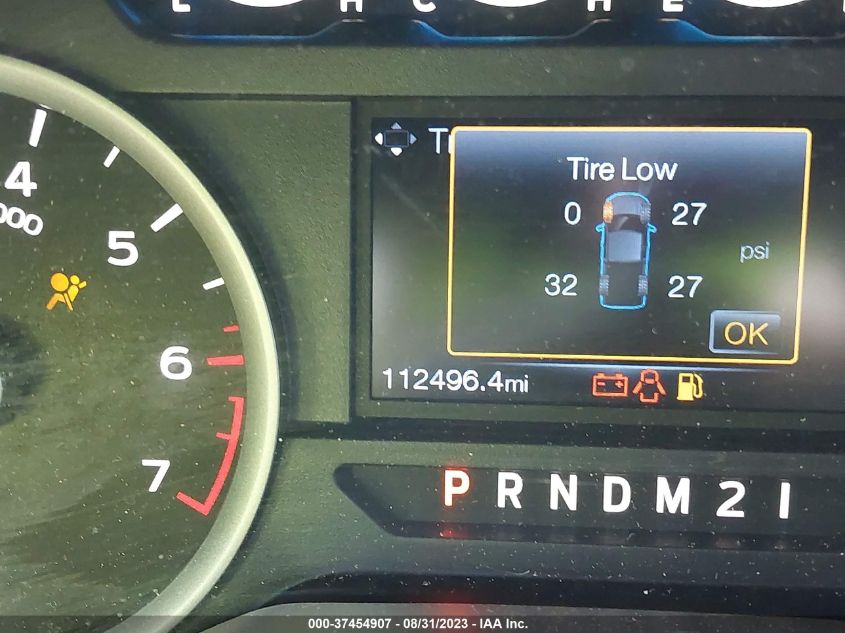 H C H E
4
000
5
6
7
Tire Low
0 27
psi
32 27
OK
112496.4mi
P R N D M 2 1
000-37454907 - 08/31/2023 - IAA Inc.